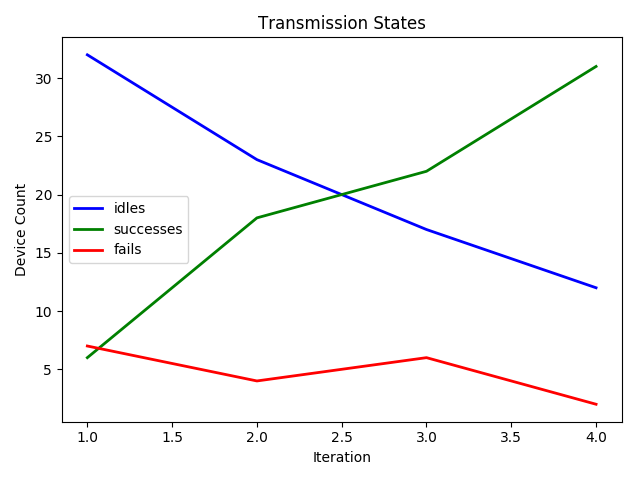 Transmission States
Device Count
30
25
20
15
10
5
idles
successes
fails
1.0 1.5 2.0 2.5 3.0 3.5 4.0
Iteration